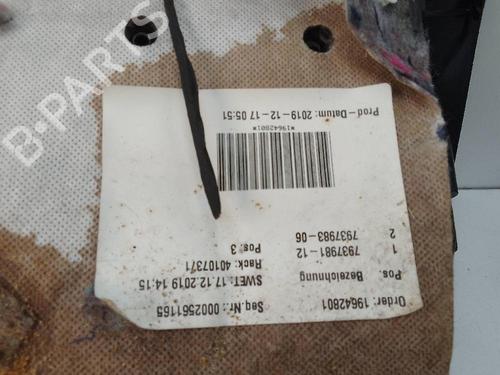 Order: 19642801
Seq.Nr.: 0002561165
Pos. Bezeichnung
SWET: 17.12.2019 14:15
1 7937981-12
Rack: 40107371
2 7937983-06
Pos: 3
*19642801*
Prod-Datum: 2019-12-17 05:51
B-PARTS